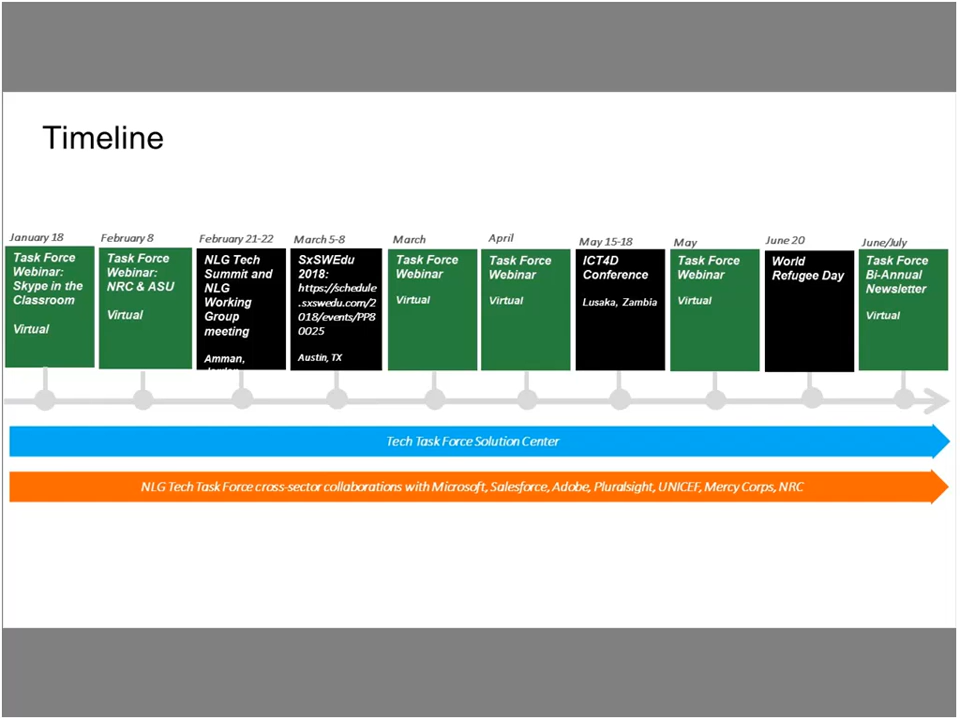 Timeline
January 18
Task Force
Webinar:
Skype in the
Classroom
Virtual
February 8
Task Force
Webinar:
NRC & ASU
Virtual
February 21-22
NLG Tech
Summit and
NLG
Working
Group
meeting
Amman,
March 5-8
SxSWEdu
2018:
https://schedule
.sxswedu.com/2
018/events/PP8
0025
Austin, TX
March
Task Force
Webinar
Virtual
April
Task Force
Webinar
Virtual
May 15-18
ICT4D
Conference
Lusaka, Zambia
May
Task Force
Webinar
Virtual
June 20
World
Refugee Day
June/July
Task Force
Bi-Annual
Newsletter
Virtual
Tech Task Force Solution Center
NLG Tech Task Force cross-sector collaborations with Microsoft, Salesforce, Adobe, Pluralsight, UNICEF, Mercy Corps, NRC